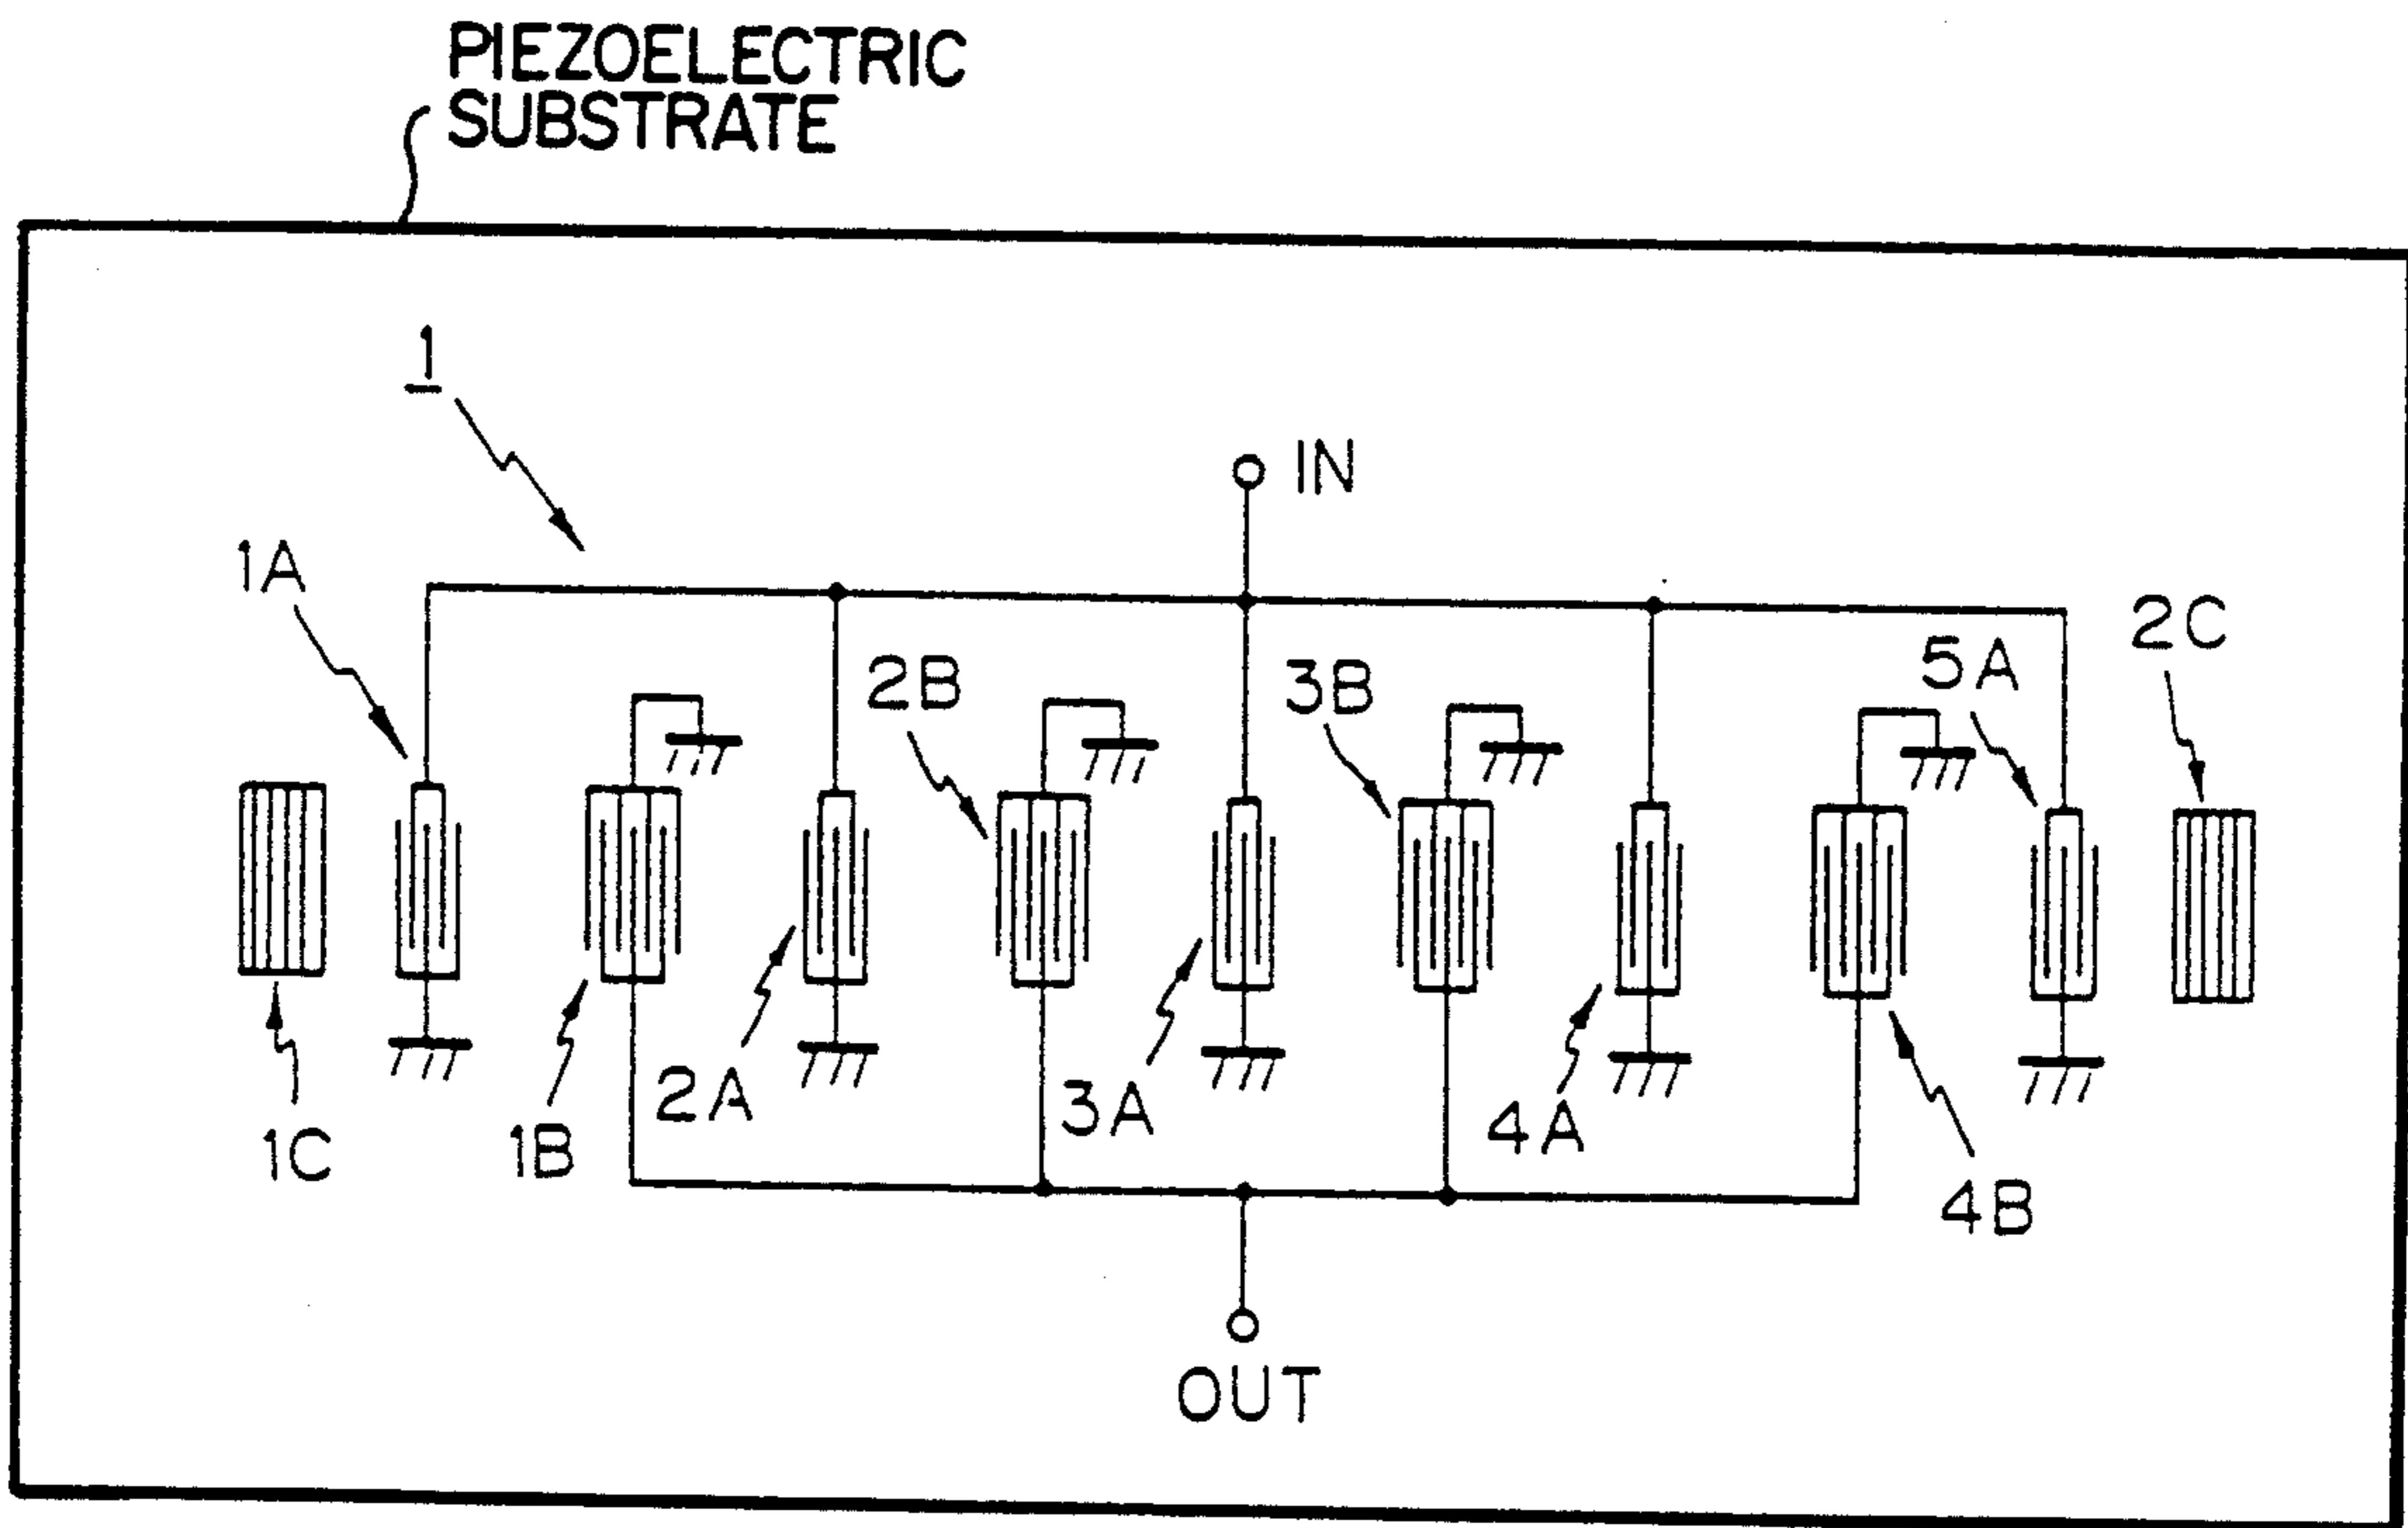 PIEZOELECTRIC
SUBSTRATE
1
IN
1A
2C
5A
2B
3B
2A
3A
4A
1B
1C
4B
OUT